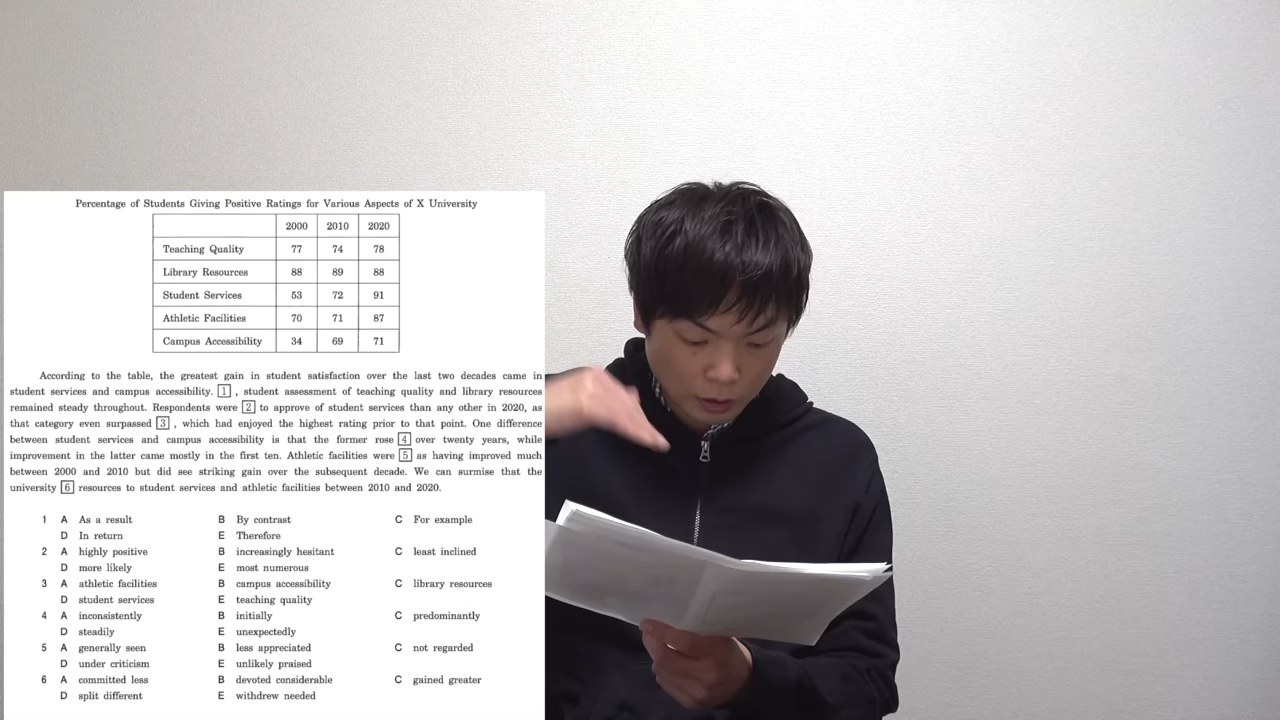 Percentage of Students Giving Positive Ratings for Various Aspects of X University
2000 2010 2020
Teaching Quality 77 74 78
Library Resources 88 89 88
Student Services 53 72 91
Athletic Facilities 70 71 87
Campus Accessibility 34 69 71
According to the table, the greatest gain in student satisfaction over the last two decades came in
student services and campus accessibility. 1 , student assessment of teaching quality and library resources
remained steady throughout. Respondents were 2 to approve of student services than any other in 2020, as
that category even surpassed 3 , which had enjoyed the highest rating prior to that point. One difference
between student services and campus accessibility is that the former rose 4 over twenty years, while
improvement in the latter came mostly in the first ten. Athletic facilities were 5 as having improved much
between 2000 and 2010 but did see striking gain over the subsequent decade. We can surmise that the
university 6 resources to student services and athletic facilities between 2010 and 2020.
1 A As a result B By contrast C For example
D In return E Therefore
2 A highly positive B increasingly hesitant C least inclined
D more likely E most numerous
3 A athletic facilities B campus accessibility C library resources
D student services E teaching quality
4 A inconsistently B initially C predominantly
D steadily E unexpectedly
5 A generally seen B less appreciated C not regarded
D under criticism E unlikely praised
6 A committed less B devoted considerable C gained greater
D split different E withdrew needed